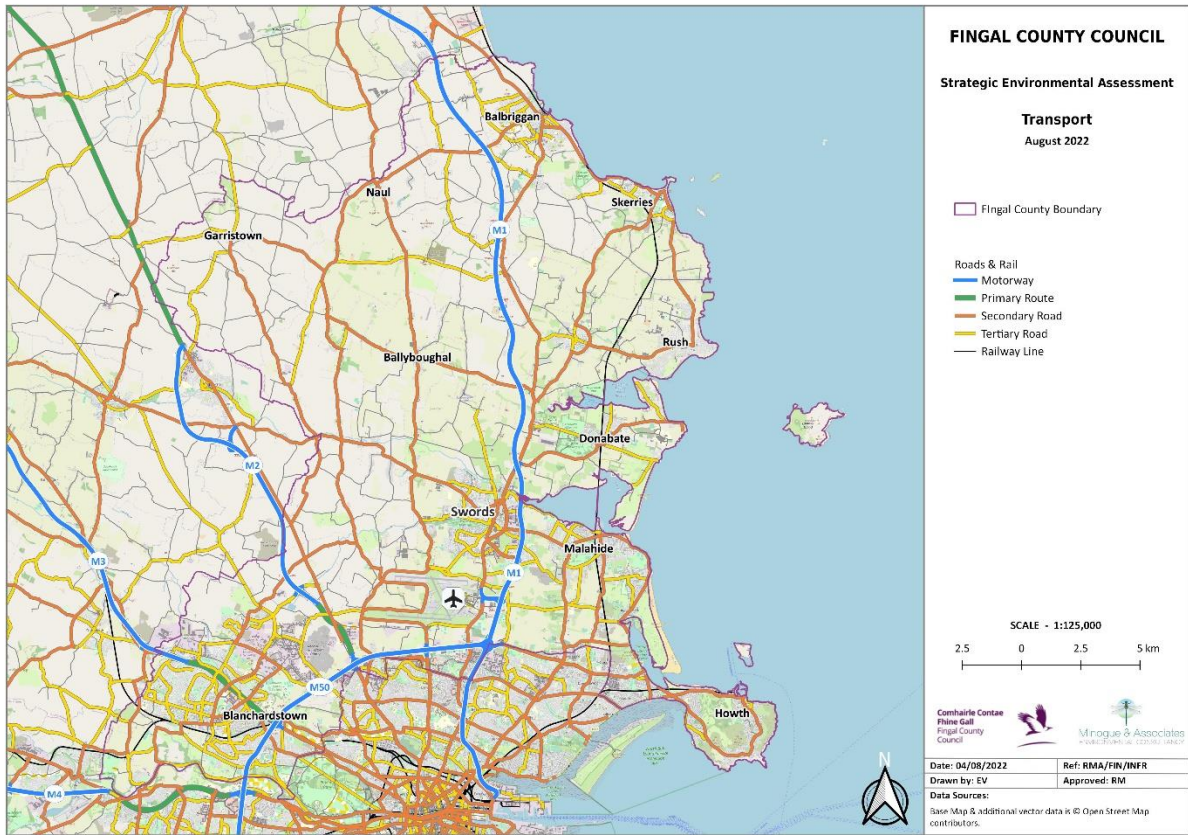 FINGAL COUNTY COUNCIL
Strategic Environmental Assessment
Transport
August 2022
FIngal County Boundary
Roads & Rail
Motorway
Primary Route
Secondary Road
Tertiary Road
Railway Line
SCALE - 1:125,000
2.5 0 2.5 5 km
Comhairle Contae
Fhine Gall
Fingal County
Council
Minogue & Associates
ENVIRONMENTAL CONSULTANCY
Date: 04/08/2022 Ref: RMA/FIN/INFR
Drawn by: EV Approved: RM
Data Sources:
Base Map & additional vector data is © Open Street Map
contributors.
Balbriggan
Naul
Skerries
M1
Garristown
Rush
Ballyboughal
Donabate
M2
Swords
Malahide
M3
M1
M50
Blanchardstown
Howth
M4
N